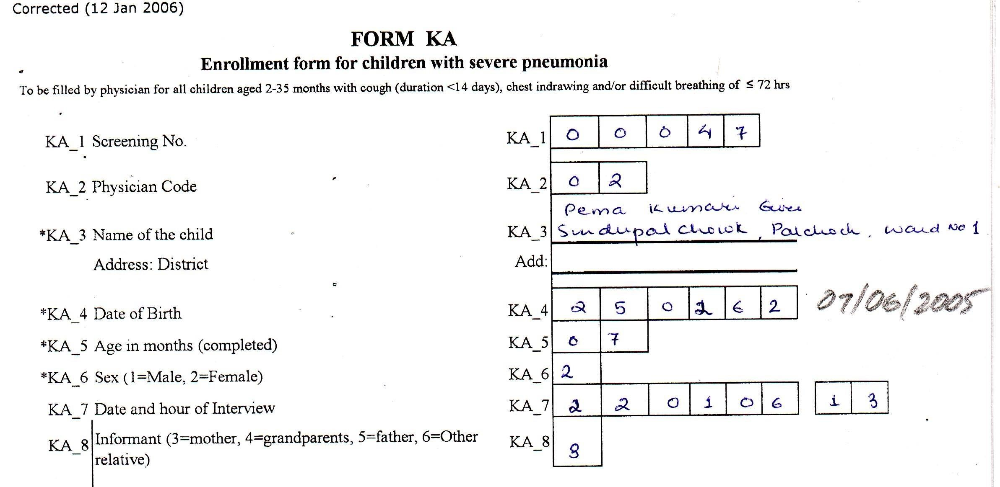 Corrected (12 Jan 2006)
FORM KA
Enrollment form for children with severe pneumonia
To be filled by physician for all children aged 2-35 months with cough (duration <14 days), chest indrawing and/or difficult breathing of ≤ 72 hrs
KA_1 Screening No. KA_1 0 0 0 4 7
KA_2 Physician Code KA_2 0 2
Pema Kumari Giri
*KA_3 Name of the child KA_3 Sindupal Chowk, Palchock, Ward No 1
Address: District Add:
*KA_4 Date of Birth KA_4 2 5 0 2 6 2 07/06/2005
*KA_5 Age in months (completed) KA_5 0 7
*KA_6 Sex (1=Male, 2=Female) KA_6 2
KA_7 Date and hour of Interview KA_7 2 2 0 1 0 6 1 3
KA_8 Informant (3=mother, 4=grandparents, 5=father, 6=Other KA_8 3
relative)